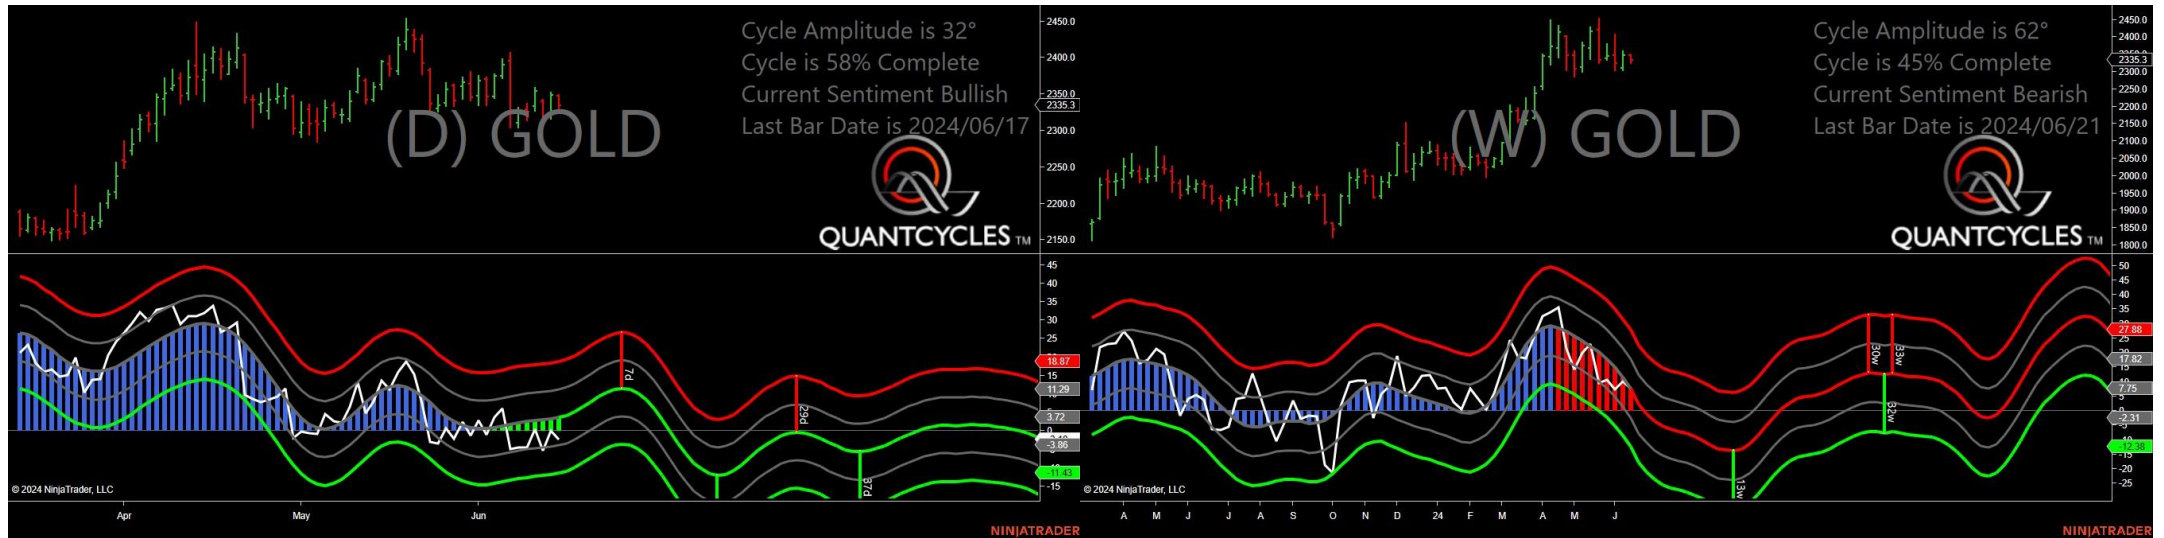 Cycle Amplitude is 32°
Cycle is 58% Complete
Current Sentiment Bullish
Last Bar Date is 2024/06/17
(D) GOLD
QUANTCYCLES TM
2450.0
2400.0
2350.0
2335.3
2300.0
2250.0
2200.0
2150.0
45
40
35
30
25
18.87
15
11.29
3.72
0
-3.86
-11.43
-15
7d
29d
37d
© 2024 NinjaTrader, LLC
Apr May Jun
NINJATRADER
Cycle Amplitude is 62°
Cycle is 45% Complete
Current Sentiment Bearish
Last Bar Date is 2024/06/21
(W) GOLD
QUANTCYCLES TM
2450.0
2400.0
2335.3
2300.0
2250.0
2200.0
2150.0
2100.0
2050.0
2000.0
1950.0
1900.0
1850.0
1800.0
50
45
40
35
27.88
25
17.82
15
7.75
5
-2.31
-5
-12.38
-15
-20
-25
30w
33w
32w
13w
© 2024 NinjaTrader, LLC
A M J J A S O N D 24 F M A M J
NINJATRADER